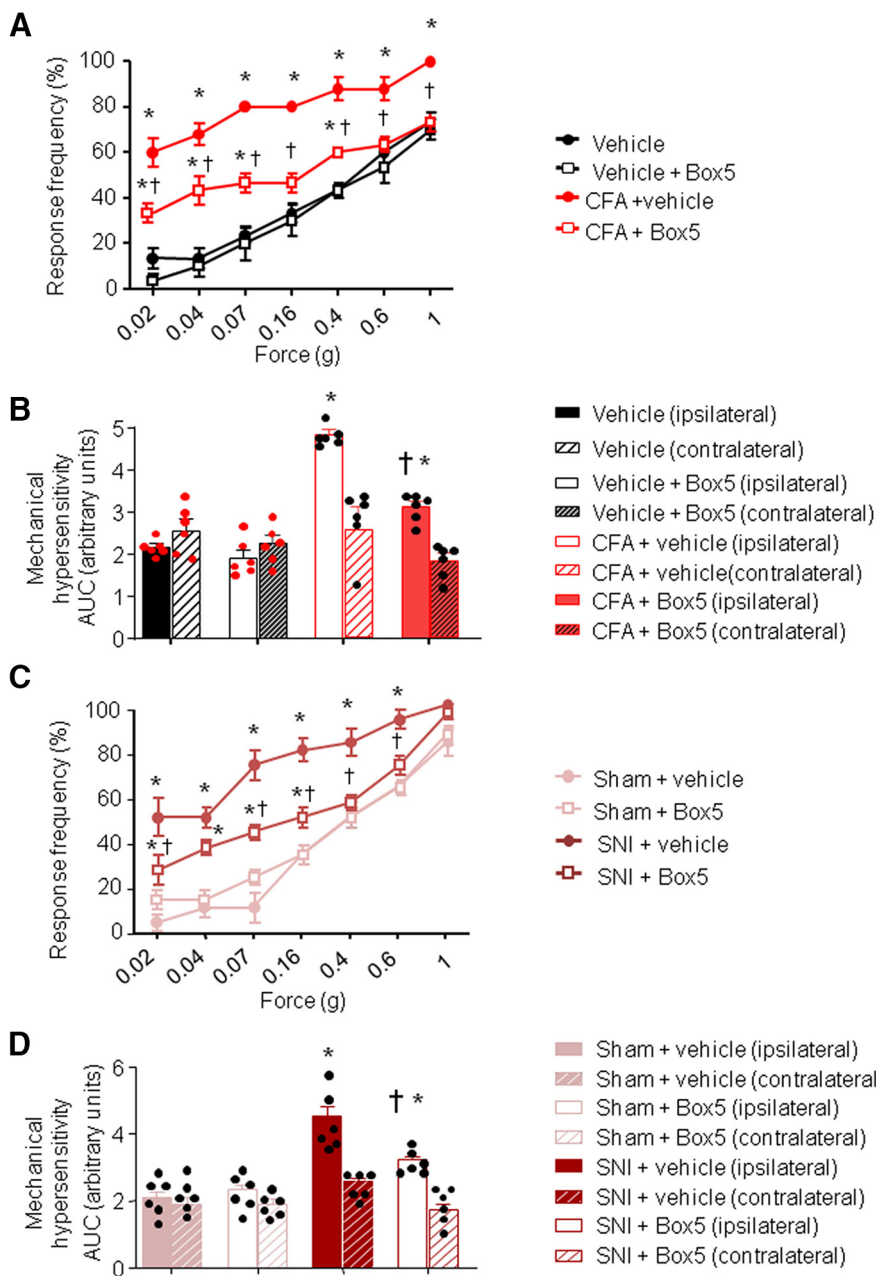 A
Response frequency (%)
100
80
60
40
20
0
* * * * * * *
*† *† *† † *† † †
0.02 0.04 0.07 0.16 0.4 0.6 1
Force (g)
Vehicle
Vehicle + Box5
CFA +vehicle
CFA + Box5
B
Mechanical
hypersensitivity
AUC (arbitrary units)
5
4
3
2
1
0
*
† *
Vehicle (ipsilateral)
Vehicle (contralateral)
Vehicle + Box5 (ipsilateral)
Vehicle + Box5 (contralateral)
CFA + vehicle (ipsilateral)
CFA + vehicle(contralateral)
CFA + Box5 (ipsilateral)
CFA + Box5 (contralateral)
C
Response frequency (%)
100
80
60
40
20
0
* * * * * *
*† * *† *† † †
0.02 0.04 0.07 0.16 0.4 0.6 1
Force (g)
Sham + vehicle
Sham + Box5
SNI + vehicle
SNI + Box5
D
Mechanical
hypersensitivity
AUC (arbitrary units)
6
4
2
0
*
† *
Sham + vehicle (ipsilateral)
Sham + vehicle (contralateral
Sham + Box5 (ipsilateral)
Sham + Box5 (contralateral)
SNI + vehicle (ipsilateral)
SNI + vehicle (contralateral)
SNI + Box5 (ipsilateral)
SNI + Box5 (contralateral)